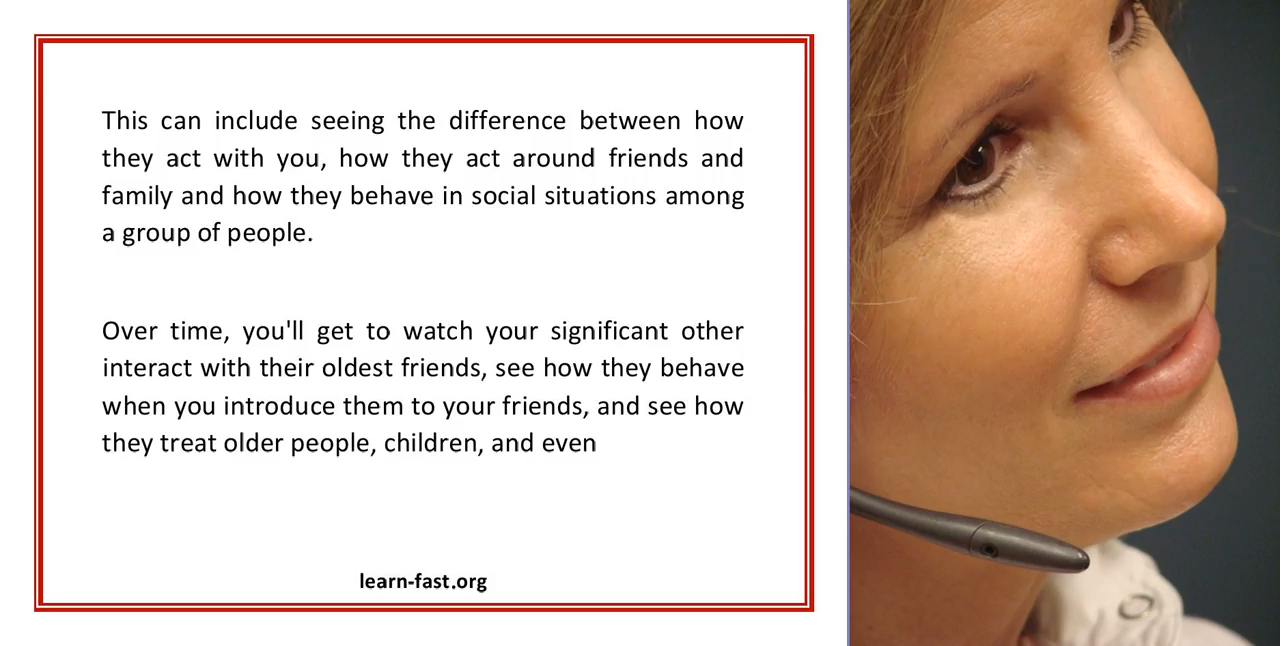 This can include seeing the difference between how
they act with you, how they act around friends and
family and how they behave in social situations among
a group of people.
Over time, you'll get to watch your significant other
interact with their oldest friends, see how they behave
when you introduce them to your friends, and see how
they treat older people, children, and even
learn-fast.org